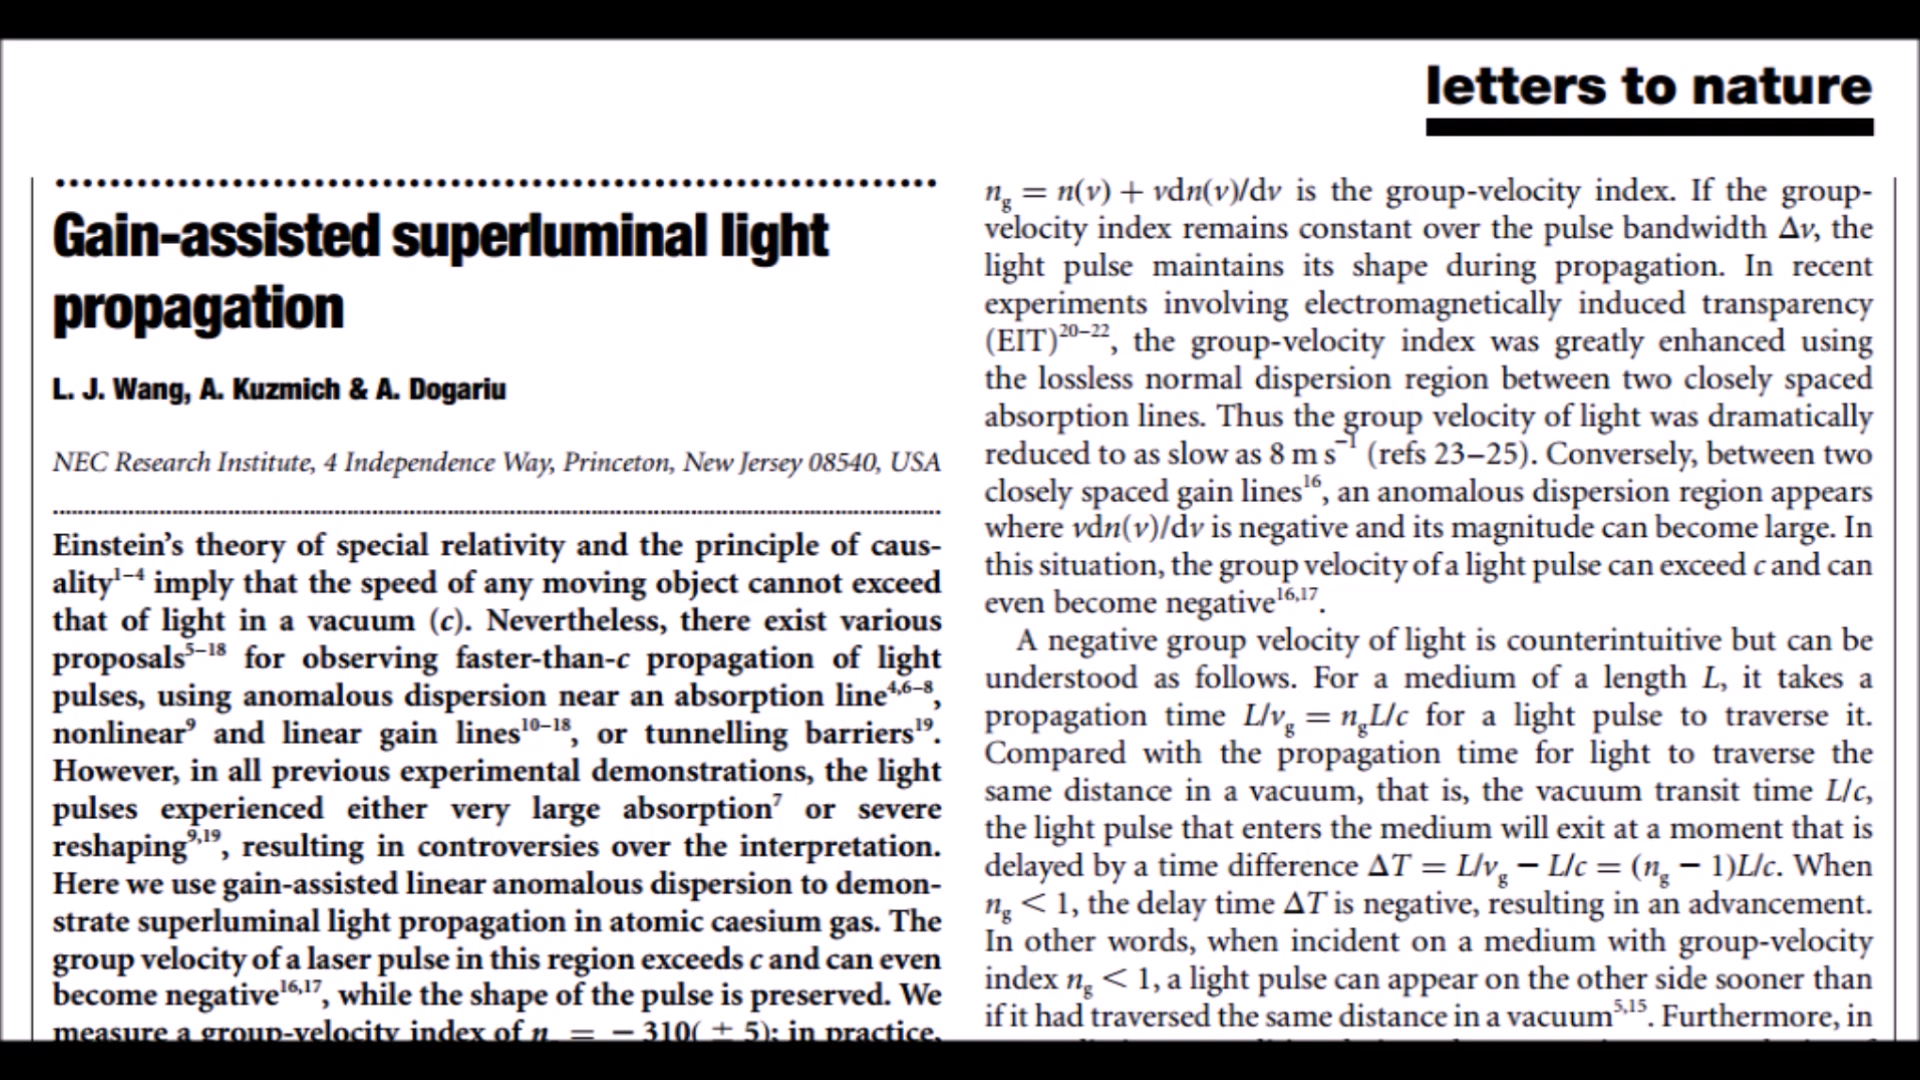 letters to nature
Gain-assisted superluminal light
propagation
L. J. Wang, A. Kuzmich & A. Dogariu
NEC Research Institute, 4 Independence Way, Princeton, New Jersey 08540, USA
Einstein's theory of special relativity and the principle of caus-
ality¹⁻⁴ imply that the speed of any moving object cannot exceed
that of light in a vacuum (c). Nevertheless, there exist various
proposals⁵⁻¹⁸ for observing faster-than-c propagation of light
pulses, using anomalous dispersion near an absorption line⁴,⁶⁻⁸,
nonlinear⁹ and linear gain lines¹⁰⁻¹⁸, or tunnelling barriers¹⁹.
However, in all previous experimental demonstrations, the light
pulses experienced either very large absorption⁷ or severe
reshaping⁹,¹⁹, resulting in controversies over the interpretation.
Here we use gain-assisted linear anomalous dispersion to demon-
strate superluminal light propagation in atomic caesium gas. The
group velocity of a laser pulse in this region exceeds c and can even
become negative¹⁶,¹⁷, while the shape of the pulse is preserved. We
measure a group-velocity index of n = − 310( ± 5); in practice,
n_g = n(ν) + νdn(ν)/dν is the group-velocity index. If the group-
velocity index remains constant over the pulse bandwidth Δν, the
light pulse maintains its shape during propagation. In recent
experiments involving electromagnetically induced transparency
(EIT)²⁰⁻²², the group-velocity index was greatly enhanced using
the lossless normal dispersion region between two closely spaced
absorption lines. Thus the group velocity of light was dramatically
reduced to as slow as 8 m s⁻¹ (refs 23–25). Conversely, between two
closely spaced gain lines¹⁶, an anomalous dispersion region appears
where νdn(ν)/dν is negative and its magnitude can become large. In
this situation, the group velocity of a light pulse can exceed c and can
even become negative¹⁶,¹⁷.
A negative group velocity of light is counterintuitive but can be
understood as follows. For a medium of a length L, it takes a
propagation time L/v_g = n_gL/c for a light pulse to traverse it.
Compared with the propagation time for light to traverse the
same distance in a vacuum, that is, the vacuum transit time L/c,
the light pulse that enters the medium will exit at a moment that is
delayed by a time difference ΔT = L/v_g − L/c = (n_g − 1)L/c. When
n_g < 1, the delay time ΔT is negative, resulting in an advancement.
In other words, when incident on a medium with group-velocity
index n_g < 1, a light pulse can appear on the other side sooner than
if it had traversed the same distance in a vacuum⁵,¹⁵. Furthermore, in